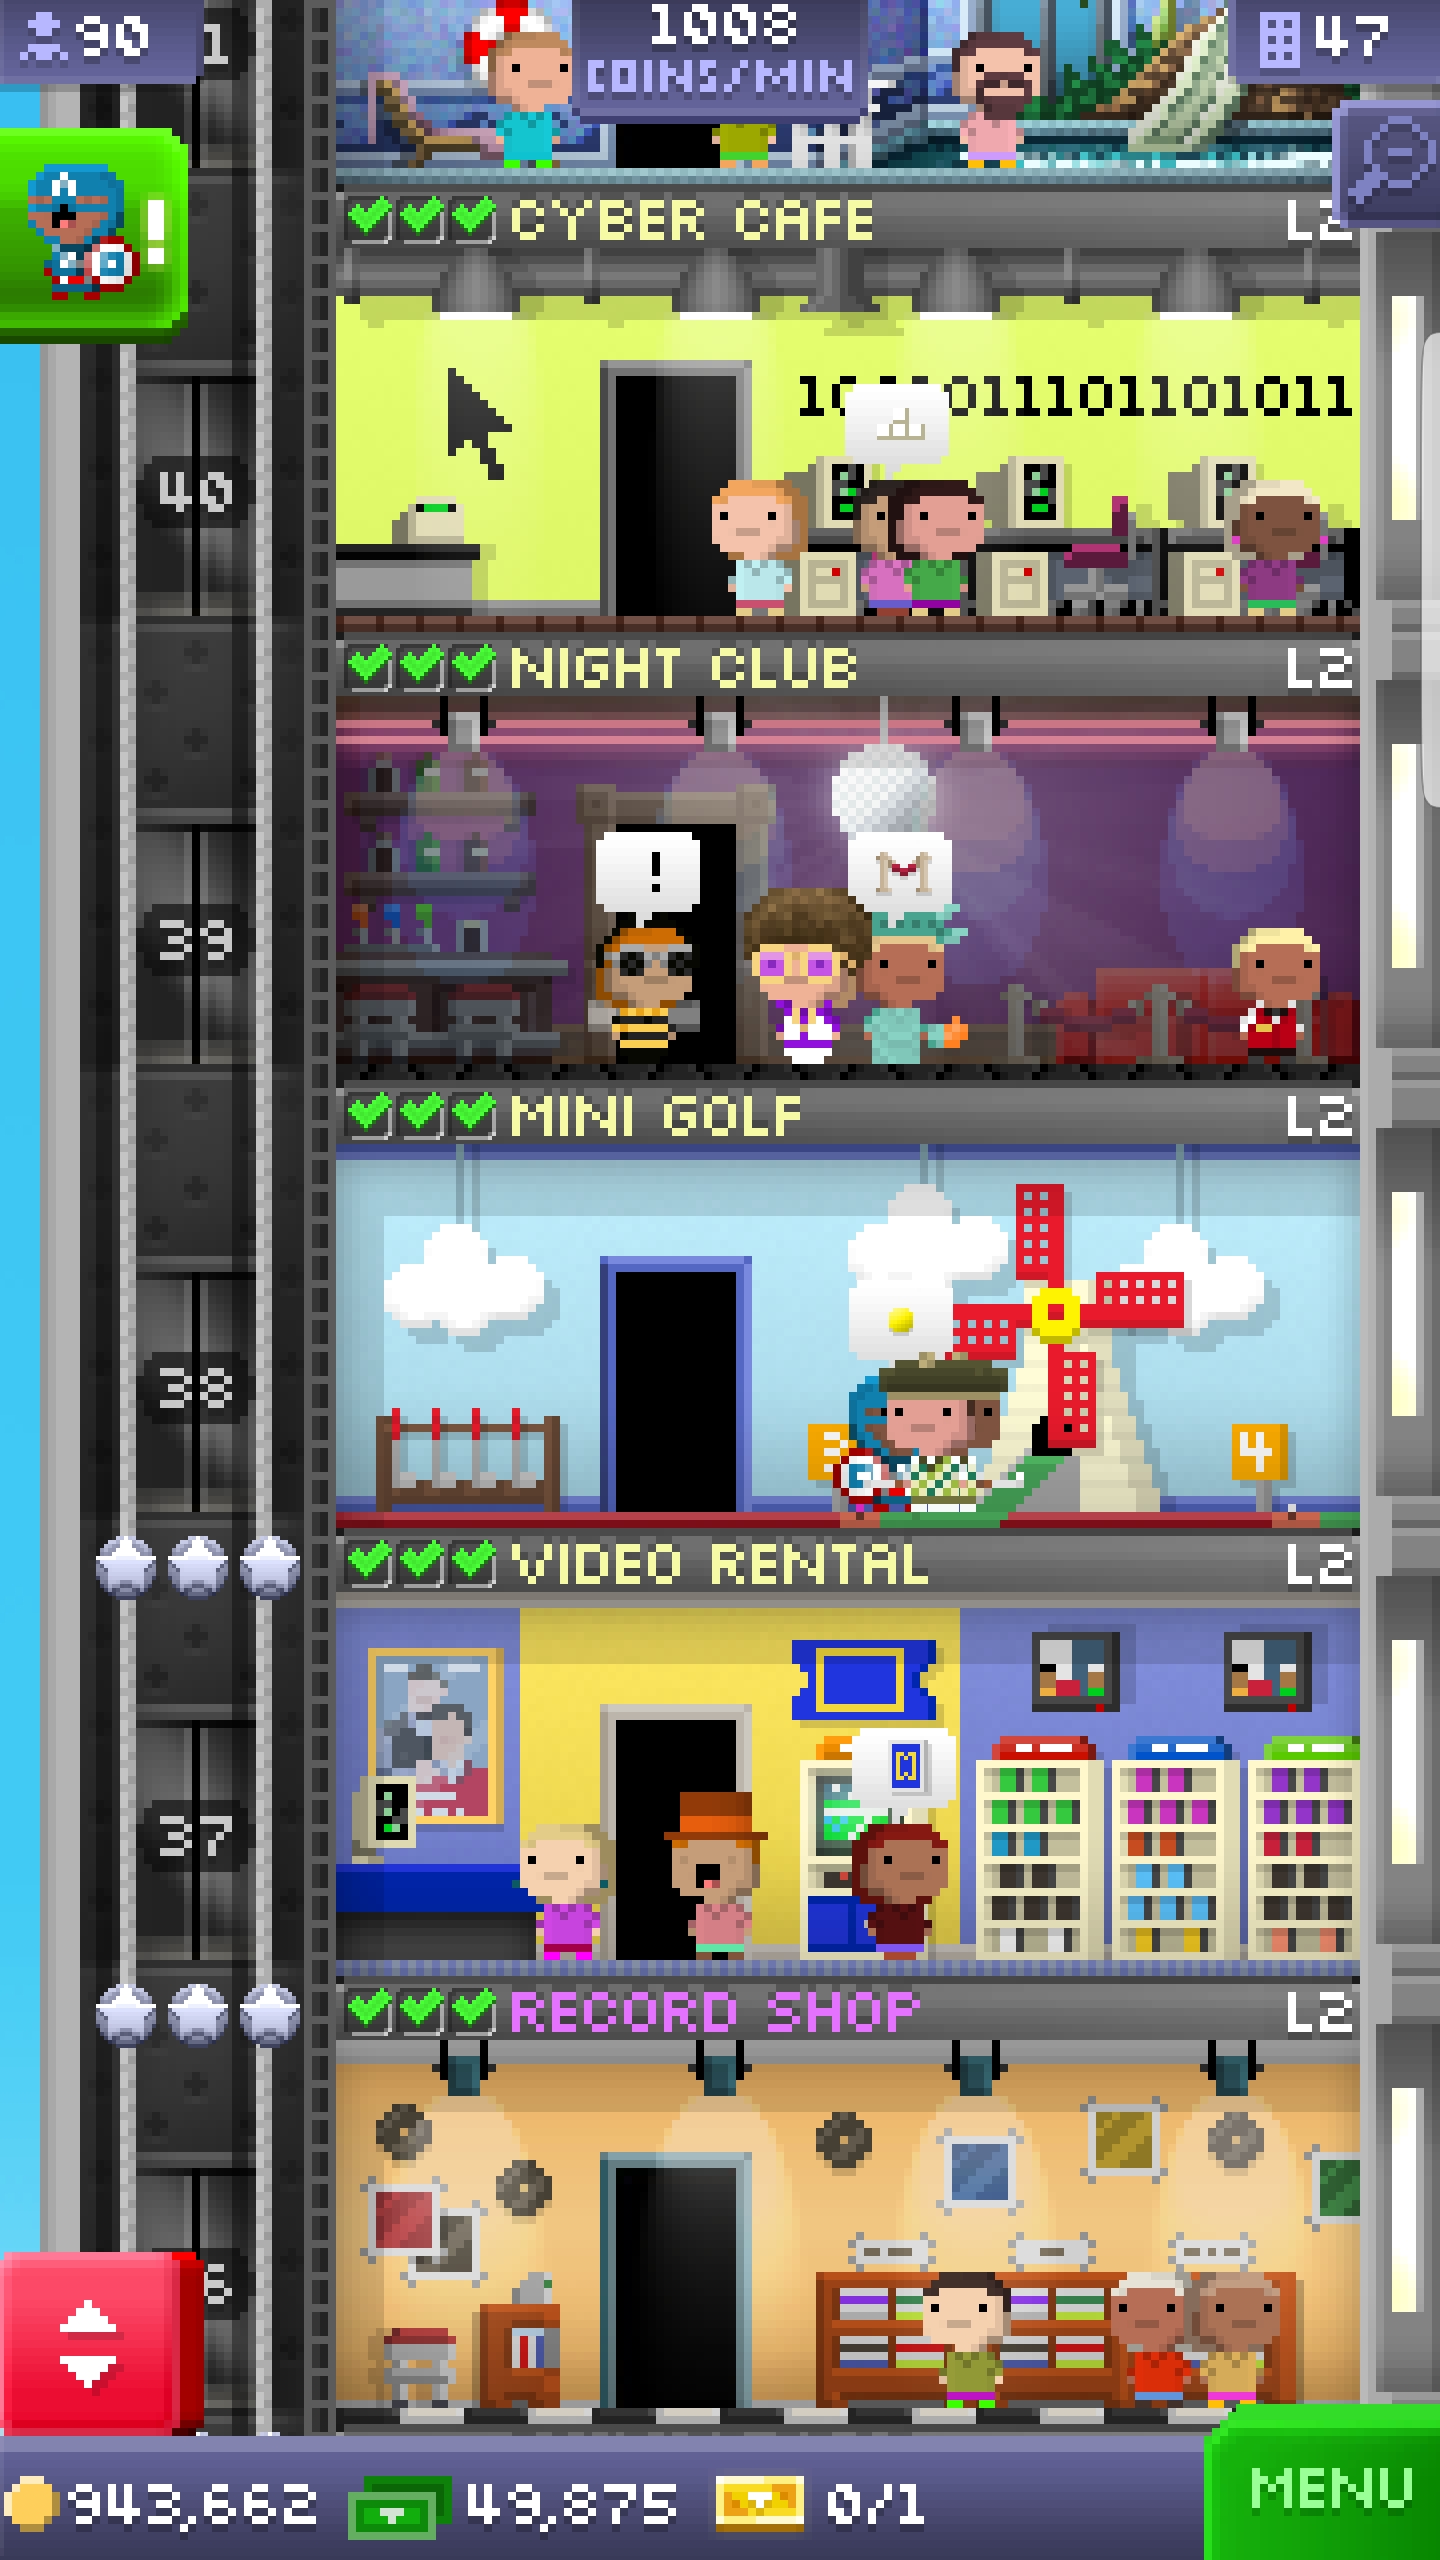 90
1
1008
COINS/MIN
47
!
CYBER CAFE
40
NIGHT CLUB
L2
!
M
39
MINI GOLF
L2
38
4
VIDEO RENTAL
L2
37
RECORD SHOP
L2
943,662
49,875
0/1
MENU